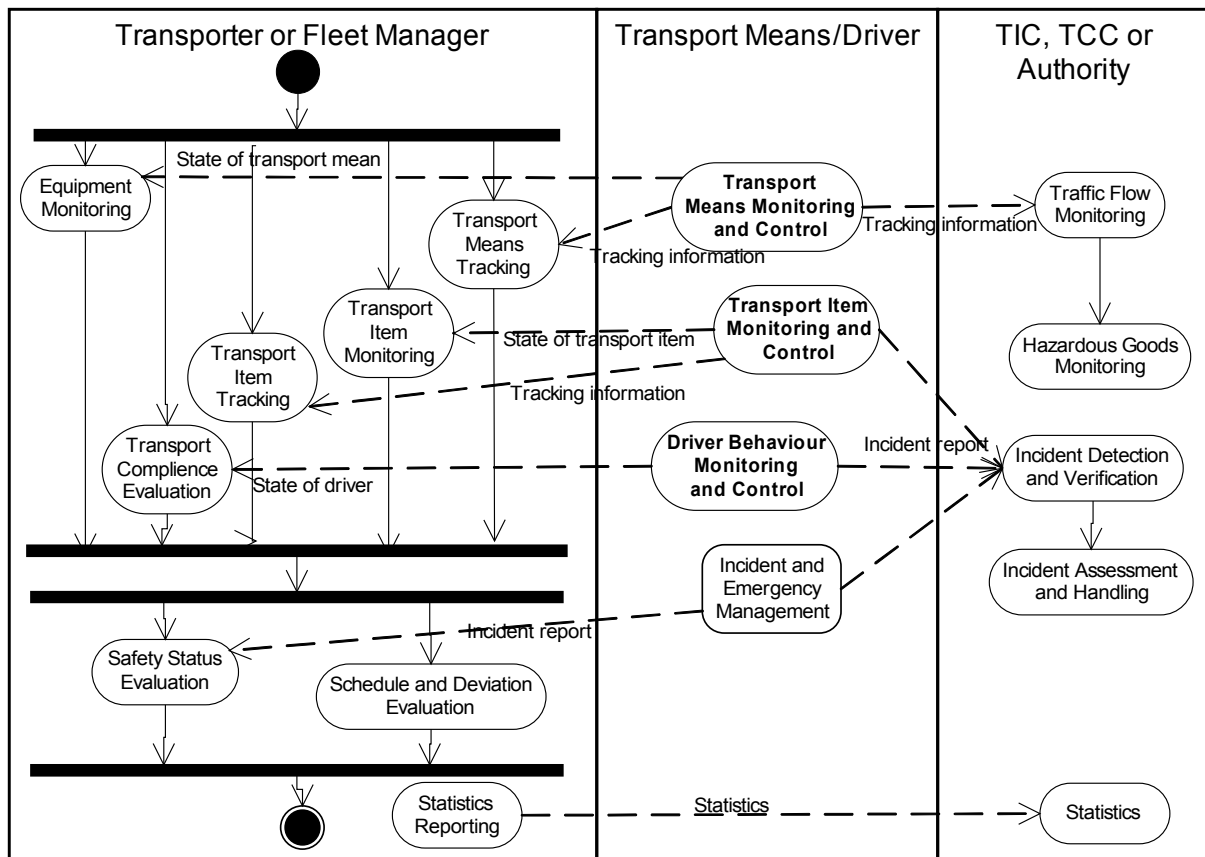 Transporter or Fleet Manager
Transport Means/Driver
TIC, TCC or
Authority
State of transport mean
Equipment
Monitoring
Transport
Means Monitoring
and Control
Traffic Flow
Monitoring
Tracking information
Transport
Means
Tracking
Tracking information
Transport
Item
Monitoring
State of transport item
Transport Item
Monitoring and
Control
Hazardous Goods
Monitoring
Transport
Item
Tracking
Tracking information
Transport
Complience
Evaluation
State of driver
Driver Behaviour
Monitoring
and Control
Incident report
Incident Detection
and Verification
Incident and
Emergency
Management
Incident Assessment
and Handling
Incident report
Safety Status
Evaluation
Schedule and Deviation
Evaluation
Statistics
Reporting
Statistics
Statistics